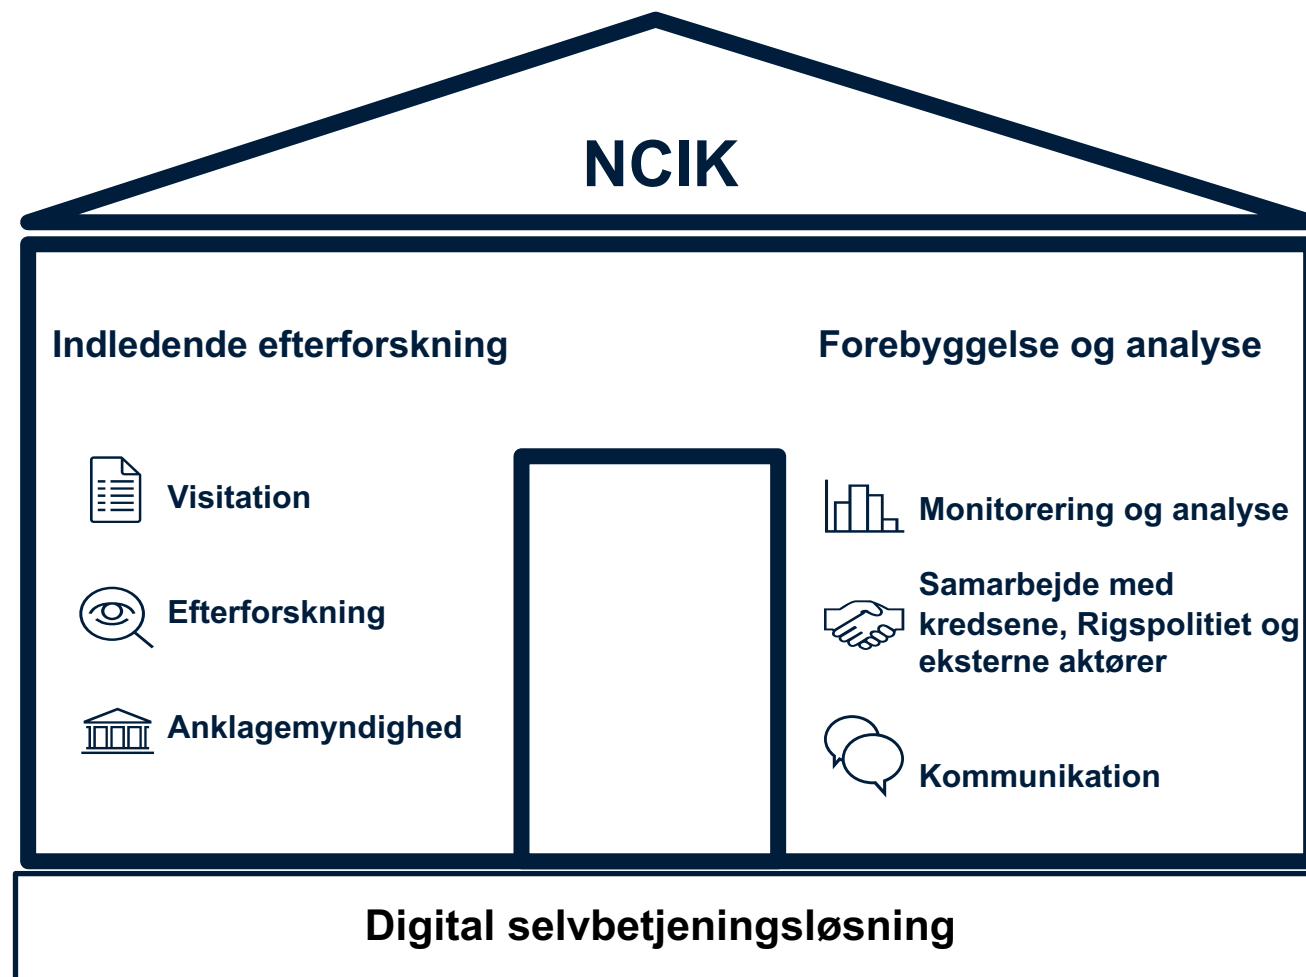 NCIK
Indledende efterforskning
Visitation
Efterforskning
Anklagemyndighed
Forebyggelse og analyse
Monitorering og analyse
Samarbejde med
kredsene, Rigspolitiet og
eksterne aktører
Kommunikation
Digital selvbetjeningsløsning